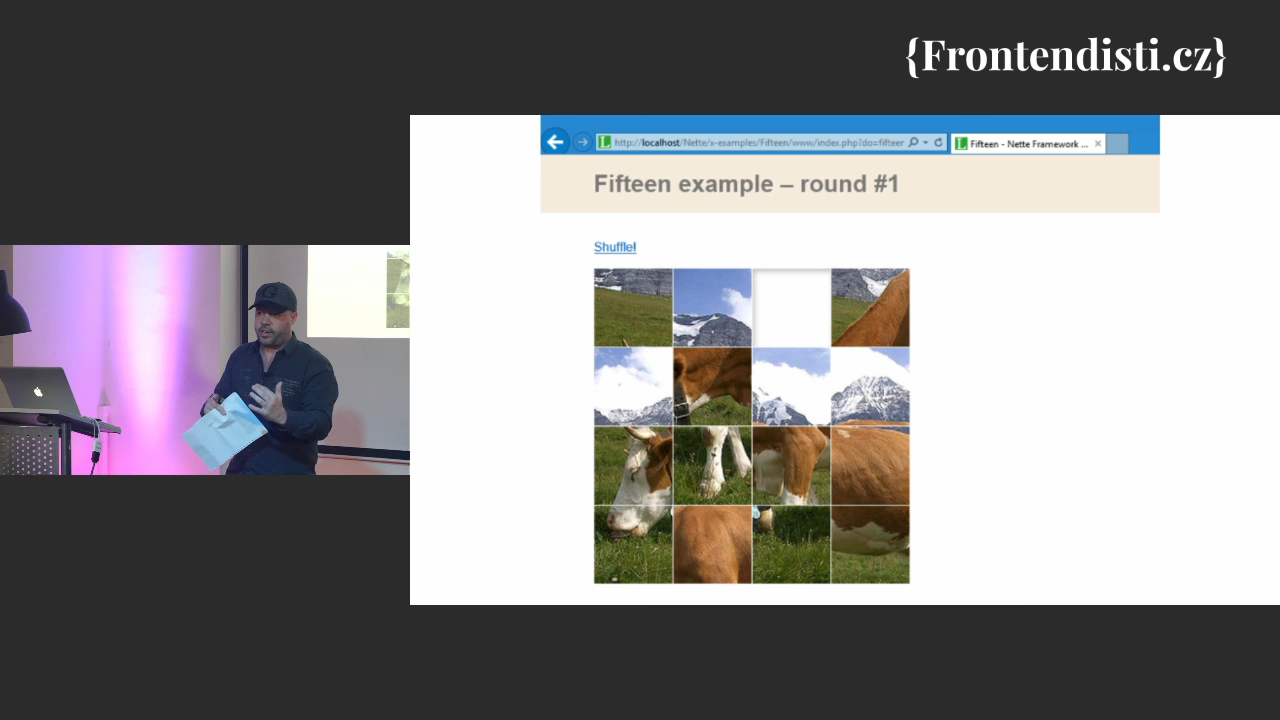 {Frontendisti.cz}
http://localhost/Nette/x-examples/Fifteen/www/index.php?do=fifteer
Fifteen - Nette Framework ...
Fifteen example – round #1
Shuffle!